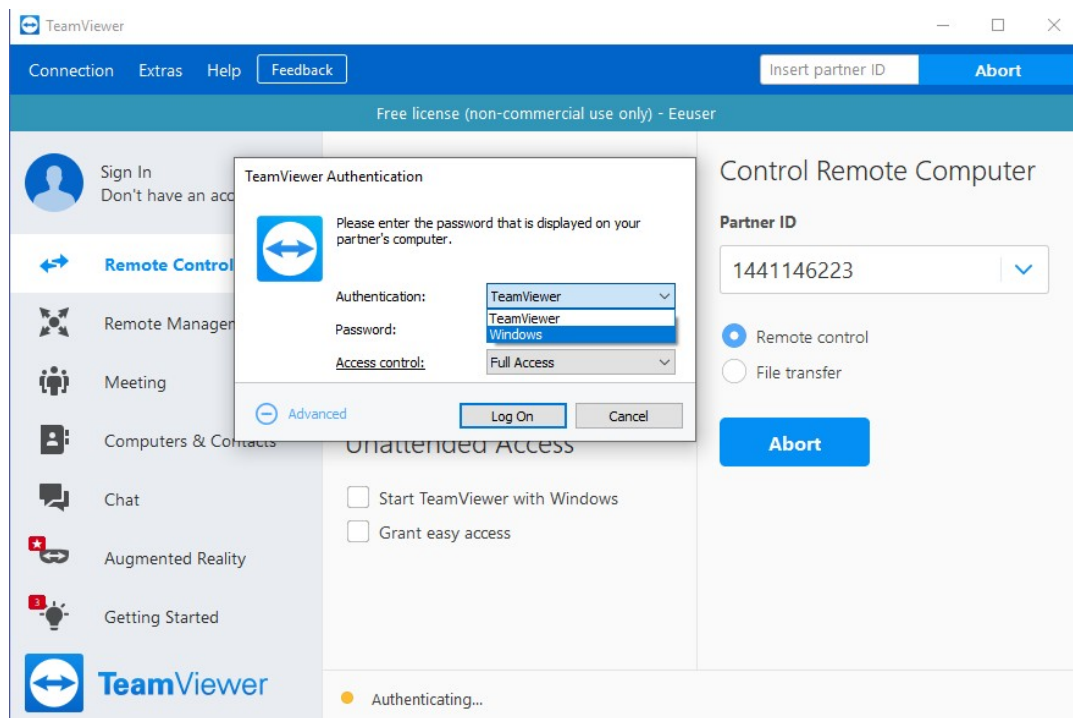 TeamViewer
Connection Extras Help Feedback
Insert partner ID Abort
Free license (non-commercial use only) - Eeuser
Sign In
Don't have an acc
Remote Control
Remote Manager
Meeting
Computers & Contacts
Chat
Augmented Reality
3
Getting Started
TeamViewer
TeamViewer Authentication
Please enter the password that is displayed on your
partner's computer.
Authentication: TeamViewer
TeamViewer
Password: Windows
Access control: Full Access
Advanced Log On Cancel
Unattended Access
Start TeamViewer with Windows
Grant easy access
Control Remote Computer
Partner ID
1441146223
Remote control
File transfer
Abort
Authenticating...